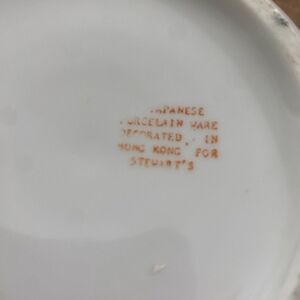 JAPANESE
PORCELAIN WARE
DECORATED. IN
HONG KONG FOR
STEWART'S